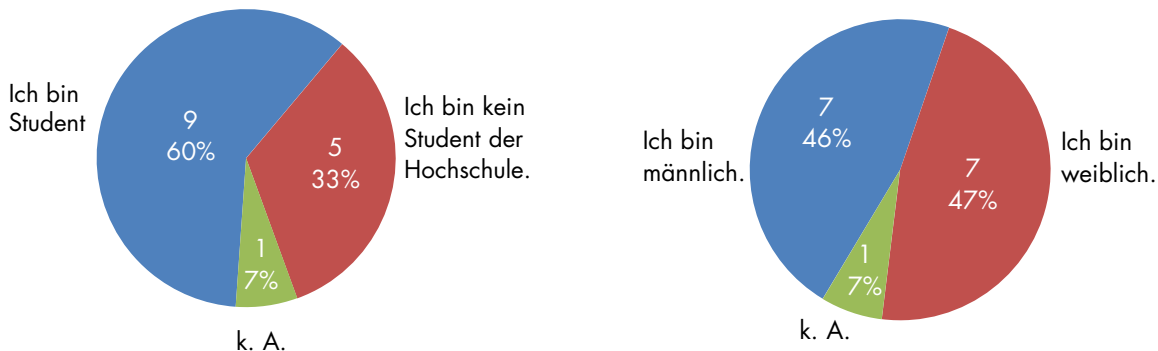 Ich bin
Student
9
60%
5
33%
Ich bin kein
Student der
Hochschule.
1
7%
k. A.
Ich bin
männlich.
7
46%
7
47%
Ich bin
weiblich.
1
7%
k. A.